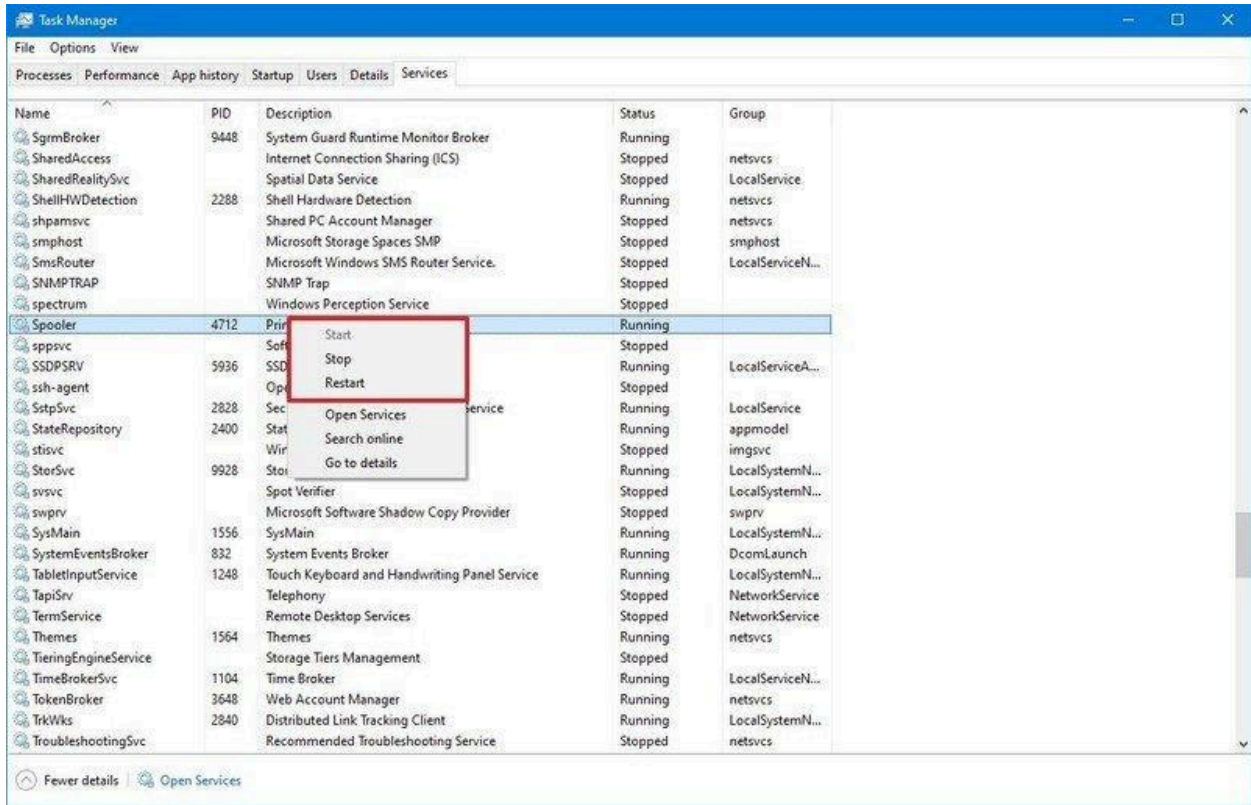 Task Manager
File Options View
Processes Performance App history Startup Users Details Services
Name PID Description Status Group
SgrmBroker 9448 System Guard Runtime Monitor Broker Running
SharedAccess Internet Connection Sharing (ICS) Stopped netsvcs
SharedRealitySvc Spatial Data Service Stopped LocalService
ShellHWDetection 2288 Shell Hardware Detection Running netsvcs
shpamsvc Shared PC Account Manager Stopped netsvcs
smphost Microsoft Storage Spaces SMP Stopped smphost
SmsRouter Microsoft Windows SMS Router Service. Stopped LocalServiceN...
SNMPTRAP SNMP Trap Stopped
spectrum Windows Perception Service Stopped
Spooler 4712 Prin Running
sppsvc Soft Stopped
SSDPSRV 5936 SSD Running LocalServiceA...
ssh-agent Ope Stopped
SstpSvc 2828 Sec Service Running LocalService
StateRepository 2400 Stat Running appmodel
stisvc Win Stopped imgsvc
StorSvc 9928 Stor Running LocalSystemN...
svsvc Spot Verifier Stopped LocalSystemN...
swprv Microsoft Software Shadow Copy Provider Stopped swprv
SysMain 1556 SysMain Running LocalSystemN...
SystemEventsBroker 832 System Events Broker Running DcomLaunch
TabletInputService 1248 Touch Keyboard and Handwriting Panel Service Running LocalSystemN...
TapiSrv Telephony Stopped NetworkService
TermService Remote Desktop Services Stopped NetworkService
Themes 1564 Themes Running netsvcs
TieringEngineService Storage Tiers Management Stopped
TimeBrokerSvc 1104 Time Broker Running LocalServiceN...
TokenBroker 3648 Web Account Manager Running netsvcs
TrkWks 2840 Distributed Link Tracking Client Running LocalSystemN...
TroubleshootingSvc Recommended Troubleshooting Service Stopped netsvcs
Start
Stop
Restart
Open Services
Search online
Go to details
Fewer details Open Services